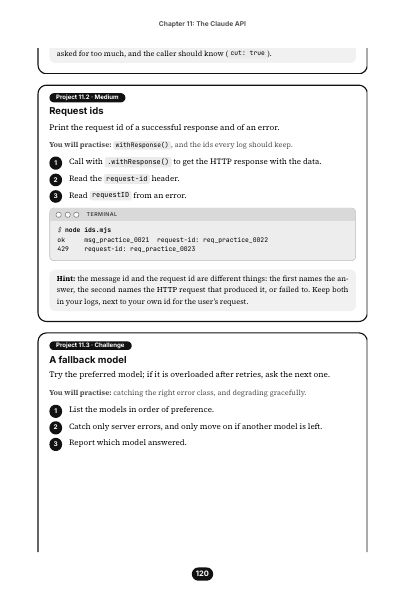 Chapter 11: The Claude API
asked for too much, and the caller should know ( cut: true ).
Project 11.2 · Medium
Request ids
Print the request id of a successful response and of an error.
You will practise: withResponse(), and the ids every log should keep.
1 Call with .withResponse() to get the HTTP response with the data.
2 Read the request-id header.
3 Read requestID from an error.
TERMINAL
$ node ids.mjs
ok msg_practice_0021 request-id: req_practice_0022
429 request-id: req_practice_0023
Hint: the message id and the request id are different things: the first names the an-
swer, the second names the HTTP request that produced it, or failed to. Keep both
in your logs, next to your own id for the user's request.
Project 11.3 · Challenge
A fallback model
Try the preferred model; if it is overloaded after retries, ask the next one.
You will practise: catching the right error class, and degrading gracefully.
1 List the models in order of preference.
2 Catch only server errors, and only move on if another model is left.
3 Report which model answered.
120